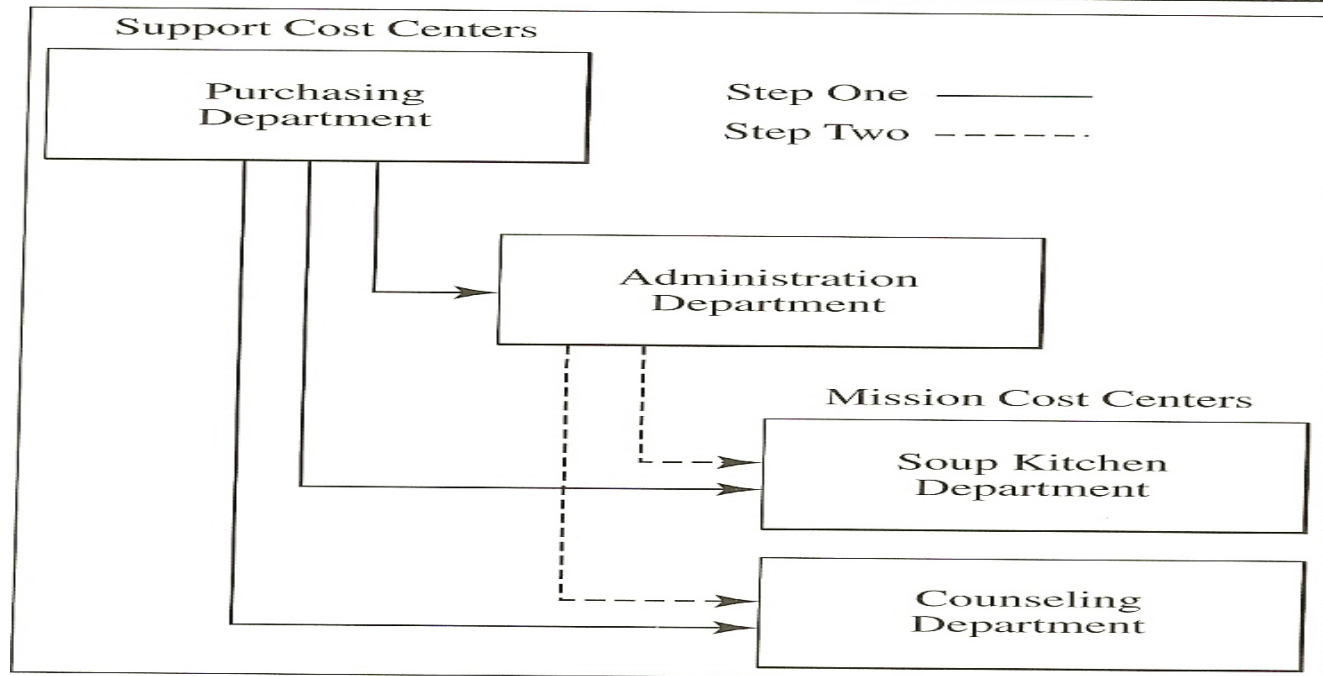 Support Cost Centers
Purchasing
Department
Step One
Step Two
Administration
Department
Mission Cost Centers
Soup Kitchen
Department
Counseling
Department